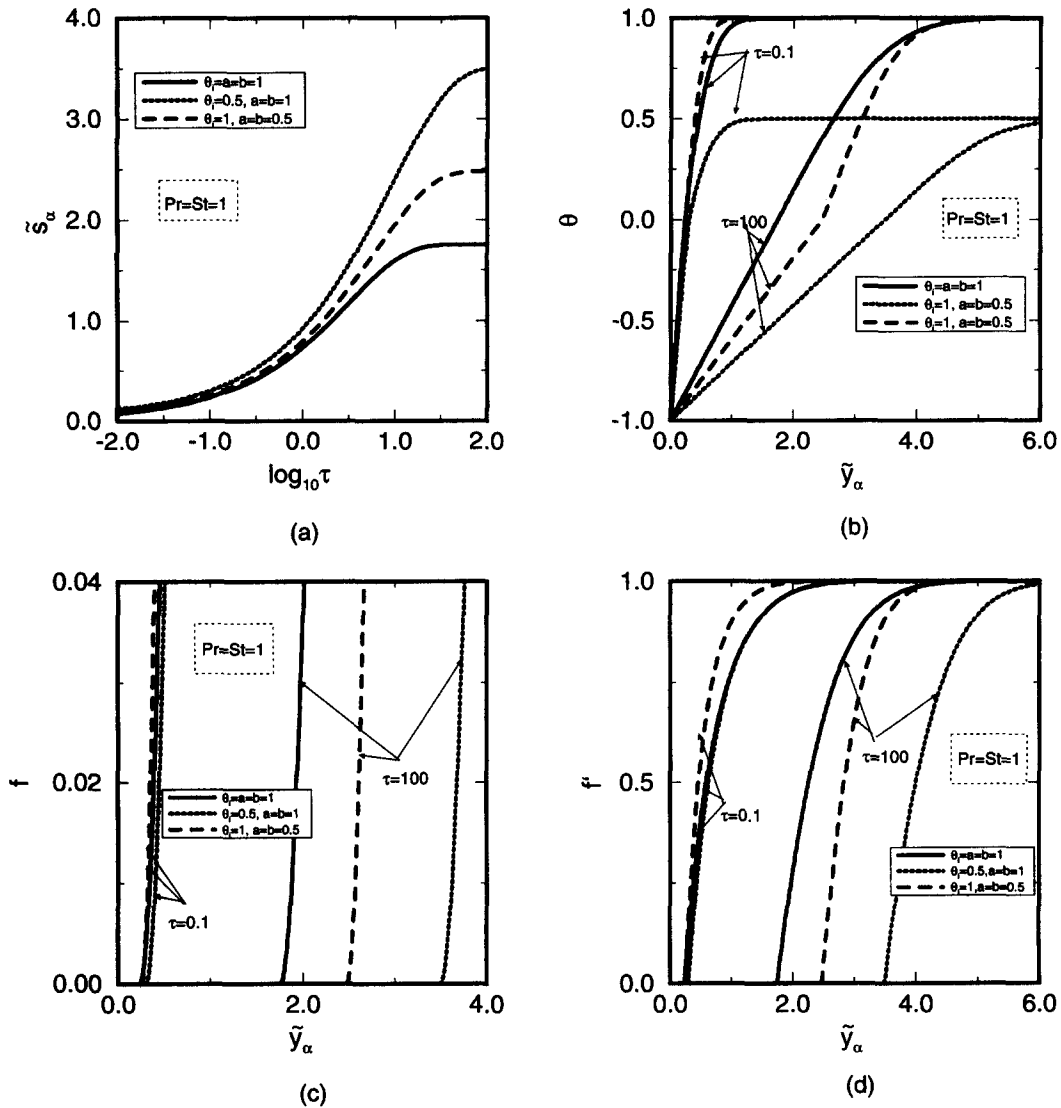 4.0
3.0
2.0
1.0
0.0
s̃α
θi=a=b=1
θi=0.5, a=b=1
θi=1, a=b=0.5
Pr=St=1
-2.0 -1.0 0.0 1.0 2.0
log10τ
(a)
1.0
0.5
0.0
-0.5
-1.0
θ
τ=0.1
τ=100
Pr=St=1
θi=a=b=1
θi=1, a=b=0.5
θi=1, a=b=0.5
0.0 2.0 4.0 6.0
ỹα
(b)
0.04
0.02
0.00
f
Pr=St=1
τ=100
θi=a=b=1
θi=0.5, a=b=1
θi=1, a=b=0.5
τ=0.1
0.0 2.0 4.0
ỹα
(c)
1.0
0.5
0.0
f'
τ=100
Pr=St=1
τ=0.1
θi=a=b=1
θi=0.5,a=b=1
θi=1,a=b=0.5
0.0 2.0 4.0 6.0
ỹα
(d)